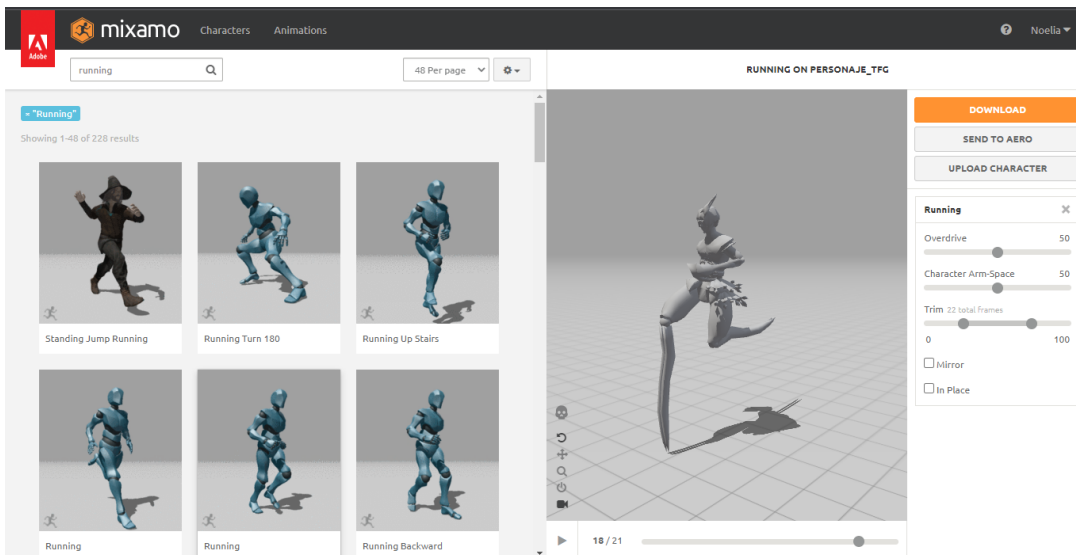 Adobe
mixamo
Characters
Animations
Noelia
running
48 Per page
RUNNING ON PERSONAJE_TFG
= "Running"
Showing 1-48 of 228 results
Standing Jump Running
Running Turn 180
Running Up Stairs
Running
Running
Running Backward
18 / 21
DOWNLOAD
SEND TO AERO
UPLOAD CHARACTER
Running
Overdrive 50
Character Arm-Space 50
Trim 22 total frames
0 100
Mirror
In Place